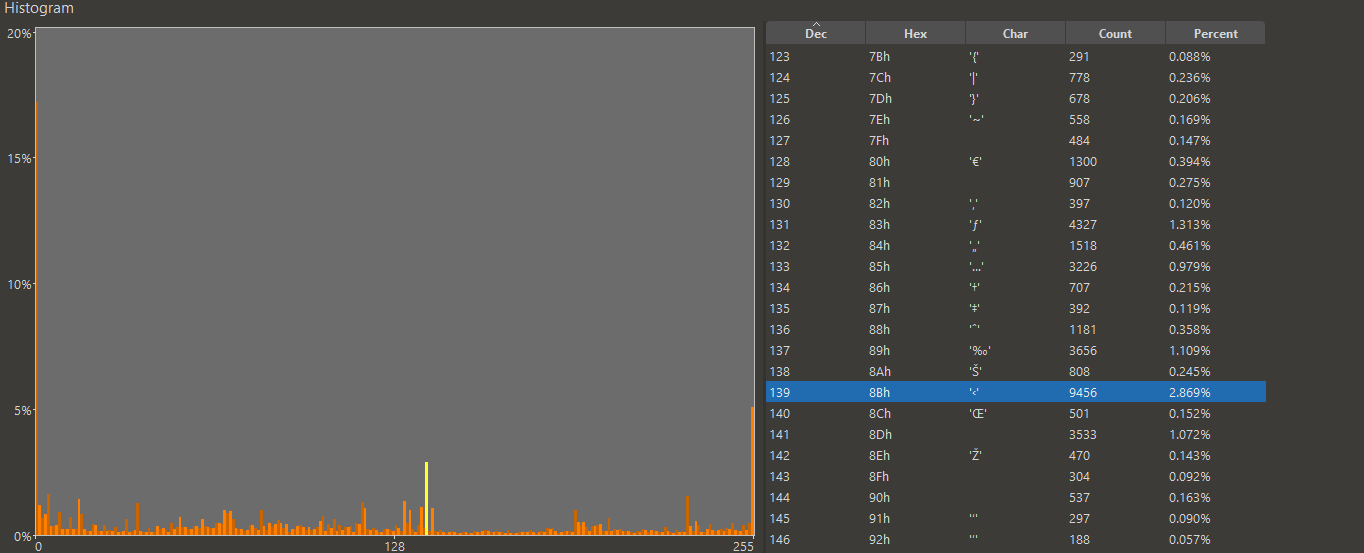 Histogram
20%
15%
10%
5%
0%
0 128 255
Dec Hex Char Count Percent
123 7Bh '{' 291 0.088%
124 7Ch '|' 778 0.236%
125 7Dh '}' 678 0.206%
126 7Eh '~' 558 0.169%
127 7Fh 484 0.147%
128 80h '€' 1300 0.394%
129 81h 907 0.275%
130 82h '‚' 397 0.120%
131 83h 'ƒ' 4327 1.313%
132 84h '„' 1518 0.461%
133 85h '…' 3226 0.979%
134 86h '†' 707 0.215%
135 87h '‡' 392 0.119%
136 88h 'ˆ' 1181 0.358%
137 89h '‰' 3656 1.109%
138 8Ah 'Š' 808 0.245%
139 8Bh '‹' 9456 2.869%
140 8Ch 'Œ' 501 0.152%
141 8Dh 3533 1.072%
142 8Eh 'Ž' 470 0.143%
143 8Fh 304 0.092%
144 90h 537 0.163%
145 91h '‘' 297 0.090%
146 92h '’' 188 0.057%